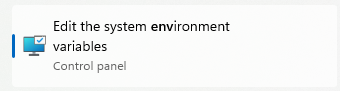 Edit the system environment
variables
Control panel